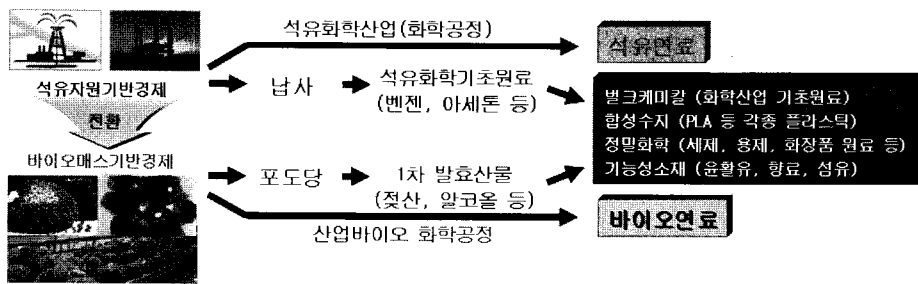 석유화학산업(화학공정)
석유연료
석유자원기반경제
납사
석유화학기초원료
(벤젠, 아세톤 등)
전환
벌크케미칼 (화학산업 기초원료)
합성수지 (PLA 등 각종 플라스틱)
정밀화학 (세제, 용제, 화장품 원료 등)
기능성소재 (윤활유, 향료, 섬유)
바이오매스기반경제
포도당
1차 발효산물
(젖산, 알코올 등)
산업바이오 화학공정
바이오연료